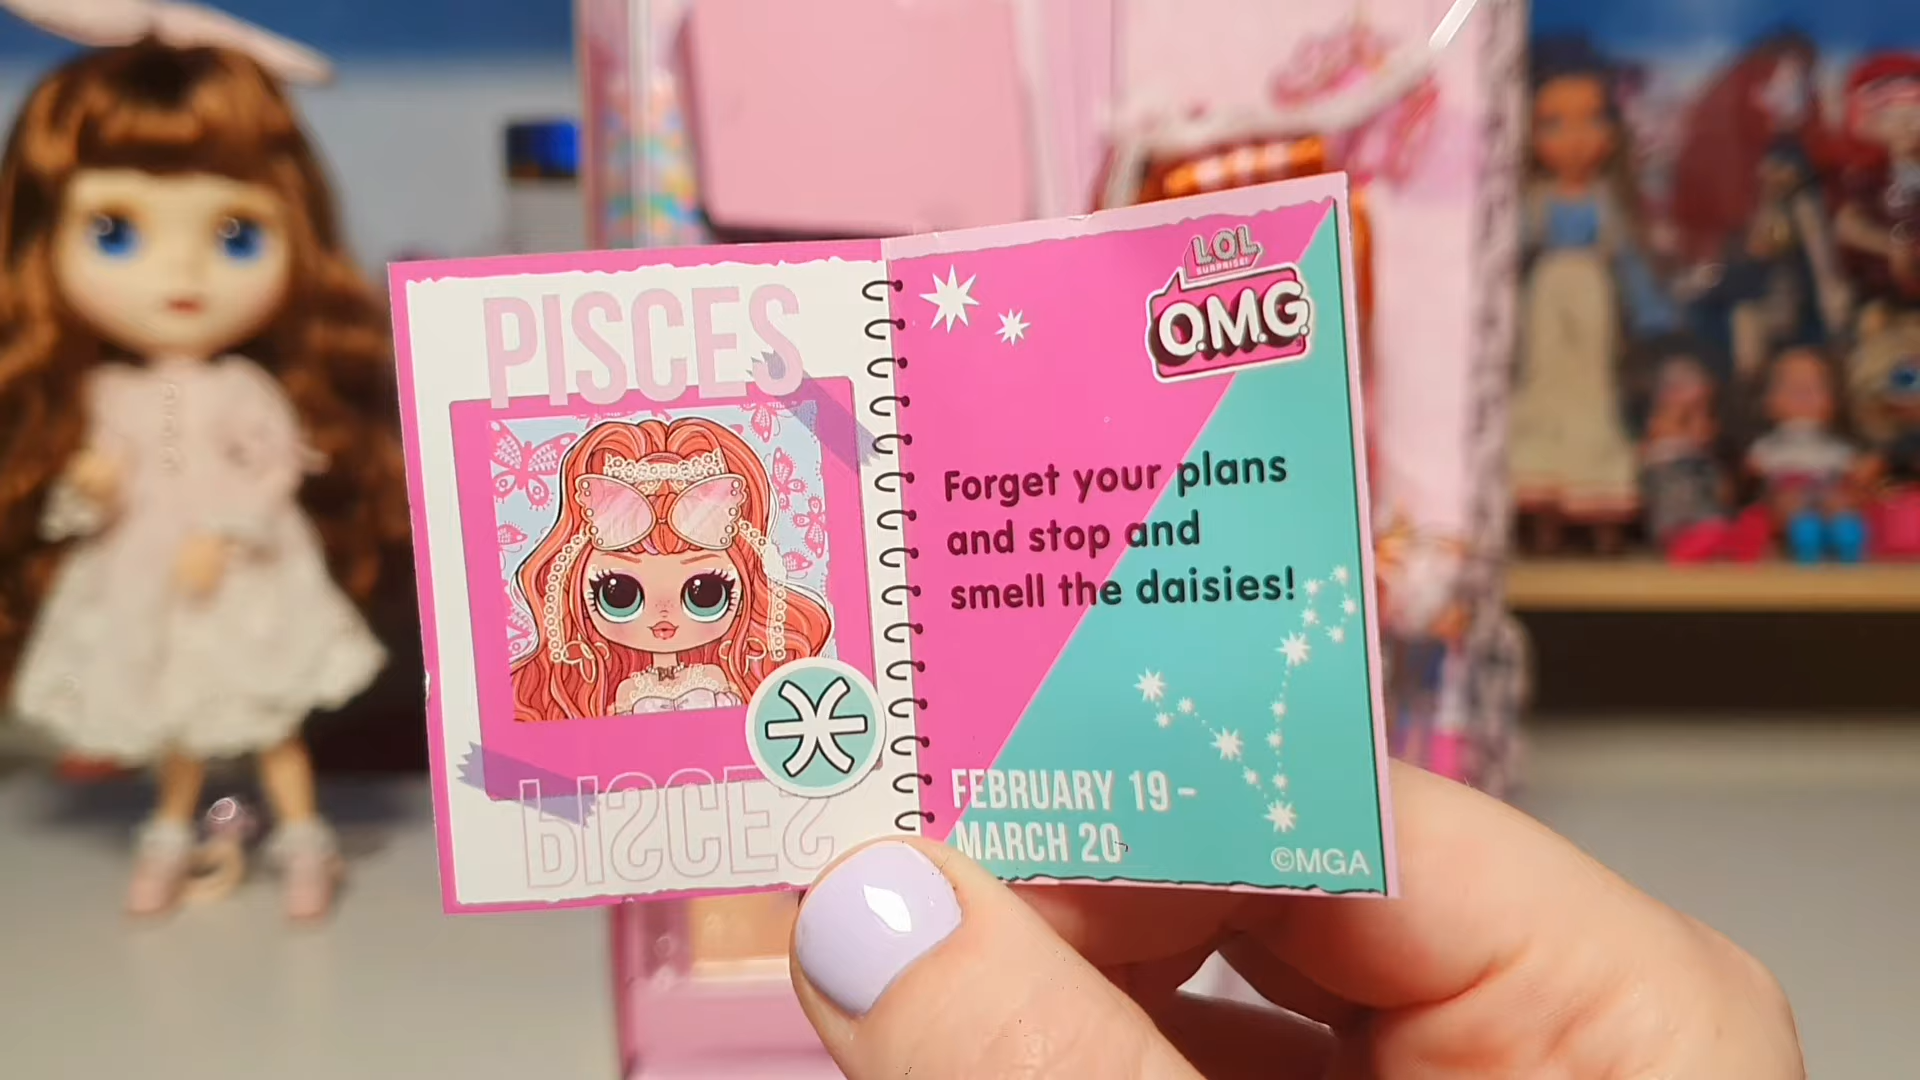 PISCES
PISCES
L.O.L.
SURPRISE!
O.M.G.
Forget your plans
and stop and
smell the daisies!
FEBRUARY 19 -
MARCH 20
©MGA